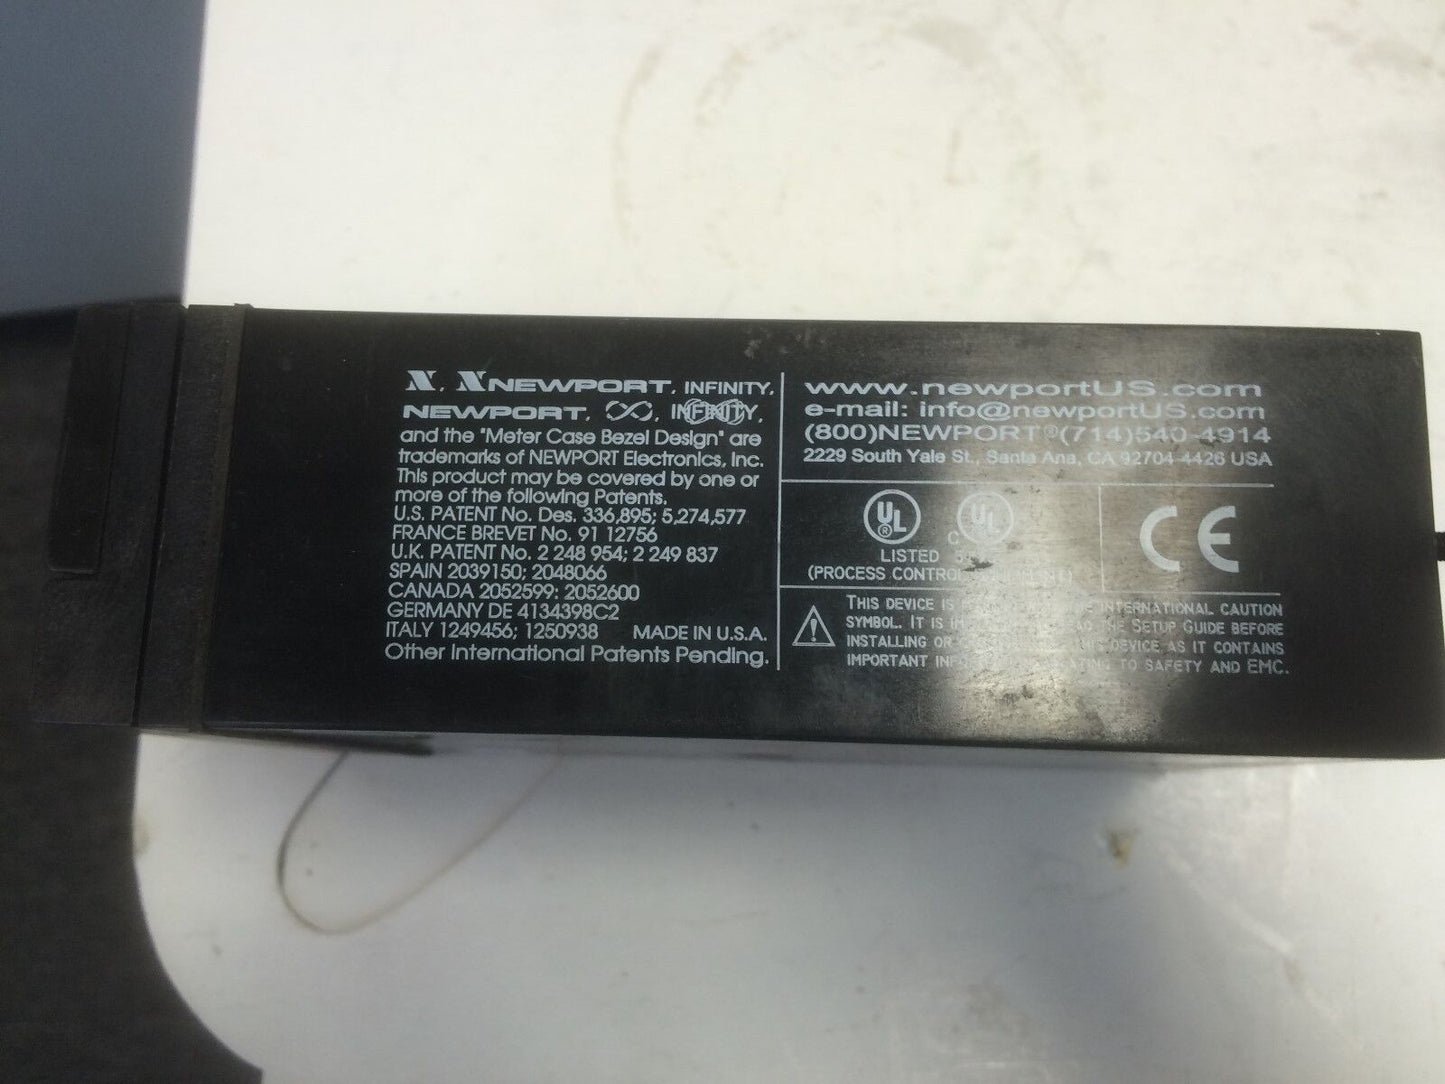 N, NNEWPORT, INFINITY,
NEWPORT, ∞, INFINITY,
and the "Meter Case Bezel Design" are
trademarks of NEWPORT Electronics, Inc.
This product may be covered by one or
more of the following Patents.
U.S. PATENT No. Des. 336,895; 5,274,577
FRANCE BREVET No. 91 12756
U.K. PATENT No. 2 248 954; 2 249 837
SPAIN 2039150; 2048066
CANADA 2052599; 2052600
GERMANY DE 4134398C2
ITALY 1249456; 1250938 MADE IN U.S.A.
Other International Patents Pending.
www.newportUS.com
e-mail: info@newportUS.com
(800)NEWPORT®(714)540-4914
2229 South Yale St., Santa Ana, CA 92704-4426 USA
UL ® C UL
LISTED
(PROCESS CONTROL
CE
THIS DEVICE IS INTERNATIONAL CAUTION
SYMBOL. IT IS THE SETUP GUIDE BEFORE
INSTALLING OR DEVICE AS IT CONTAINS
IMPORTANT TO SAFETY AND EMC.